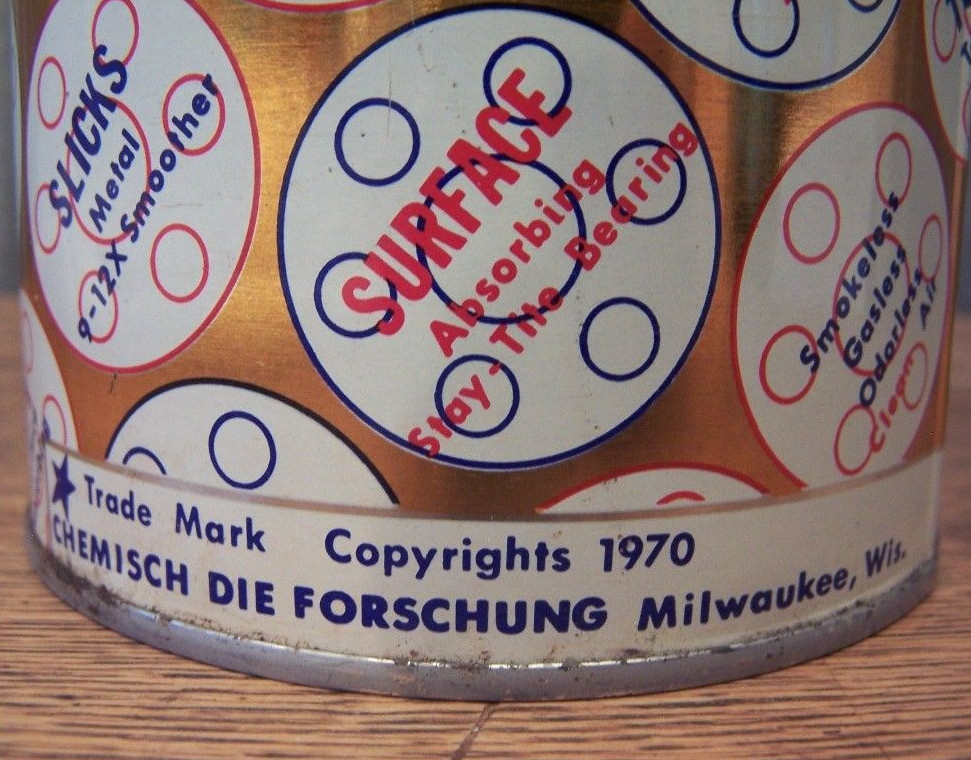 SLICKS
Metal
9-12X Smoother
SURFACE
Absorbing
Stay - The Bearing
Smokeless
Gasless
Odorless
Clean Air
★ Trade Mark Copyrights 1970
CHEMISCH DIE FORSCHUNG Milwaukee, Wis.